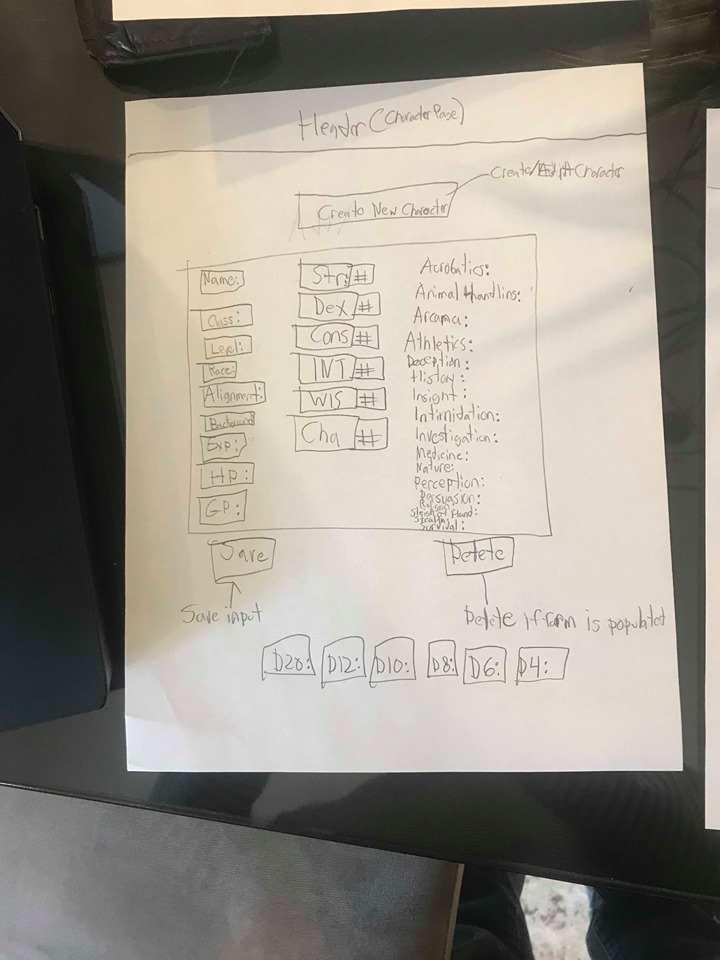 Header (Character Page)
Create New Character
Create/ Character
Name:
Class:
Level:
Race:
Alignment:
Background
Exp:
HP:
GP:
Str: #
Dex #
Cons #
INT #
WIS #
Cha #
Acrobatics:
Animal Handling:
Arcana:
Athletics:
Deception:
History:
Insight:
Intimidation:
Investigation:
Medicine:
Nature:
Perception:
Persuasion:
Sleight of Hand:
Stealth:
Survival:
Save
Delete
Save input
Delete if form is populated
D20:
D12:
D10:
D8:
D6:
D4: